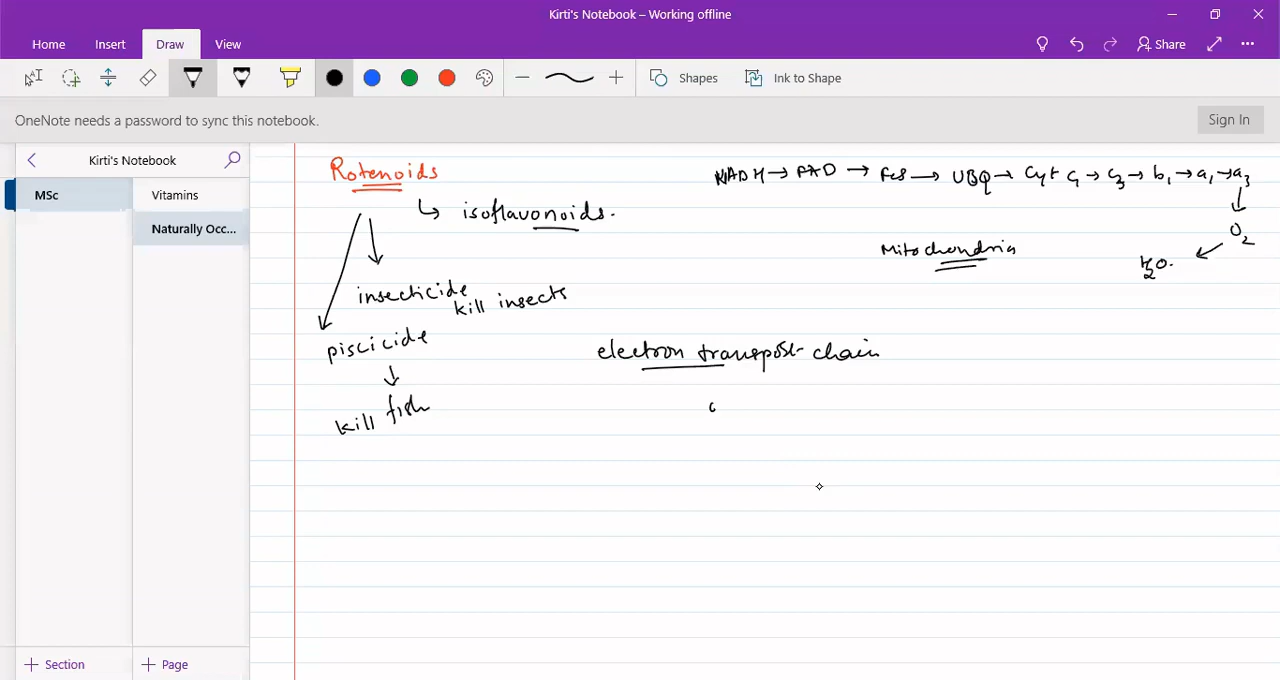 Kirti's Notebook – Working offline
Home Insert Draw View
Share
Shapes Ink to Shape
OneNote needs a password to sync this notebook.
Sign In
Kirti's Notebook
MSc
Vitamins
Naturally Occ...
Rotenoids
isoflavonoids.
insecticide
kill insects
piscicide
kill fish
NADH → FAD → FeS → UBQ → Cyt C1 → C3 → b1 → a1 → a3
O2
H2O.
Mitochondria
electron transpost chain
Section
Page